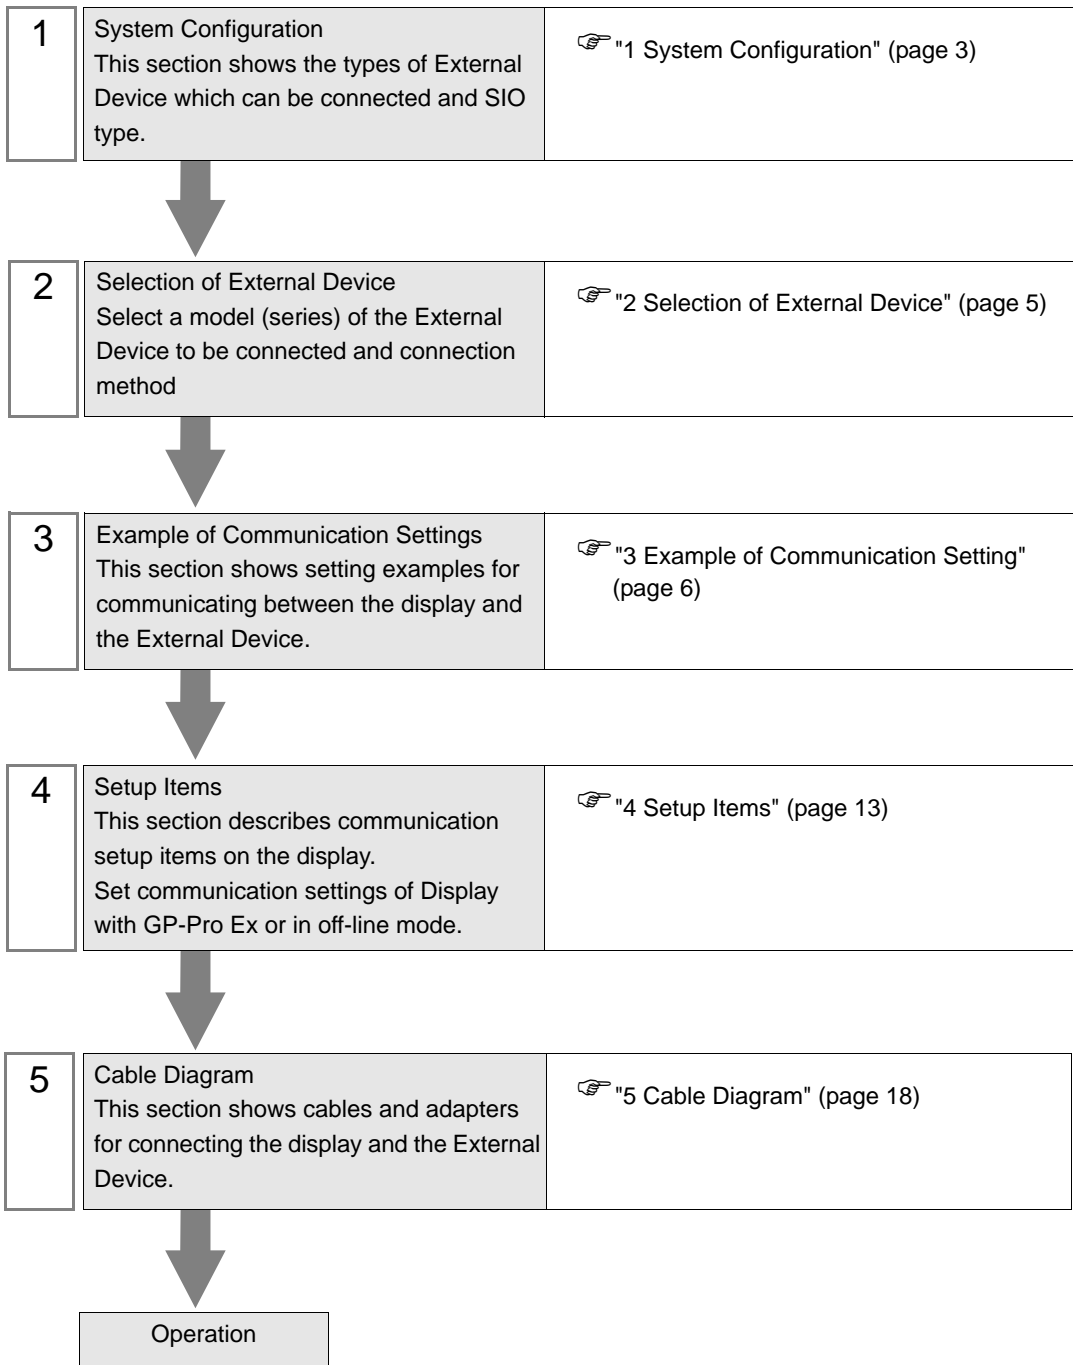 1
System Configuration
This section shows the types of External
Device which can be connected and SIO
type.
"1 System Configuration" (page 3)
2
Selection of External Device
Select a model (series) of the External
Device to be connected and connection
method
"2 Selection of External Device" (page 5)
3
Example of Communication Settings
This section shows setting examples for
communicating between the display and
the External Device.
"3 Example of Communication Setting"
(page 6)
4
Setup Items
This section describes communication
setup items on the display.
Set communication settings of Display
with GP-Pro Ex or in off-line mode.
"4 Setup Items" (page 13)
5
Cable Diagram
This section shows cables and adapters
for connecting the display and the External
Device.
"5 Cable Diagram" (page 18)
Operation